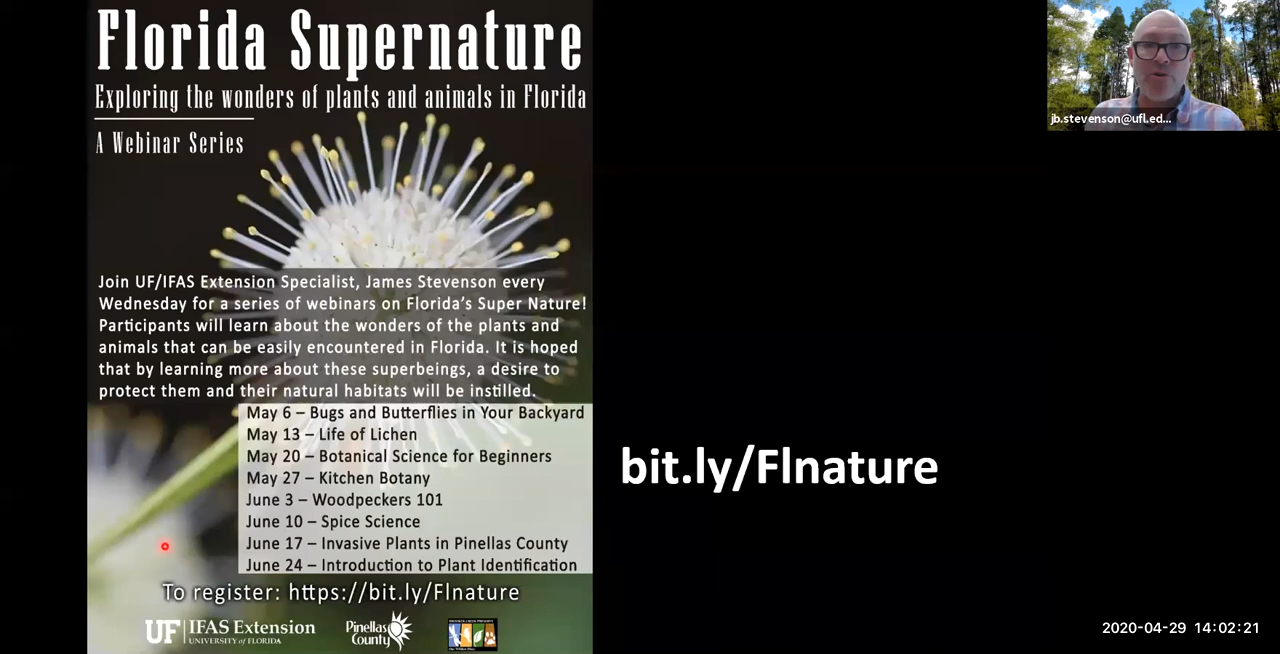 Florida Supernature
Exploring the wonders of plants and animals in Florida
A Webinar Series
Join UF/IFAS Extension Specialist, James Stevenson every
Wednesday for a series of webinars on Florida's Super Nature!
Participants will learn about the wonders of the plants and
animals that can be easily encountered in Florida. It is hoped
that by learning more about these superbeings, a desire to
protect them and their natural habitats will be instilled.
May 6 – Bugs and Butterflies in Your Backyard
May 13 – Life of Lichen
May 20 – Botanical Science for Beginners
May 27 – Kitchen Botany
June 3 – Woodpeckers 101
June 10 – Spice Science
June 17 – Invasive Plants in Pinellas County
June 24 – Introduction to Plant Identification
To register: https://bit.ly/Flnature
UF IFAS Extension
UNIVERSITY of FLORIDA
Pinellas
County
bit.ly/Flnature
jb.stevenson@ufl.ed...
2020-04-29 14:02:21